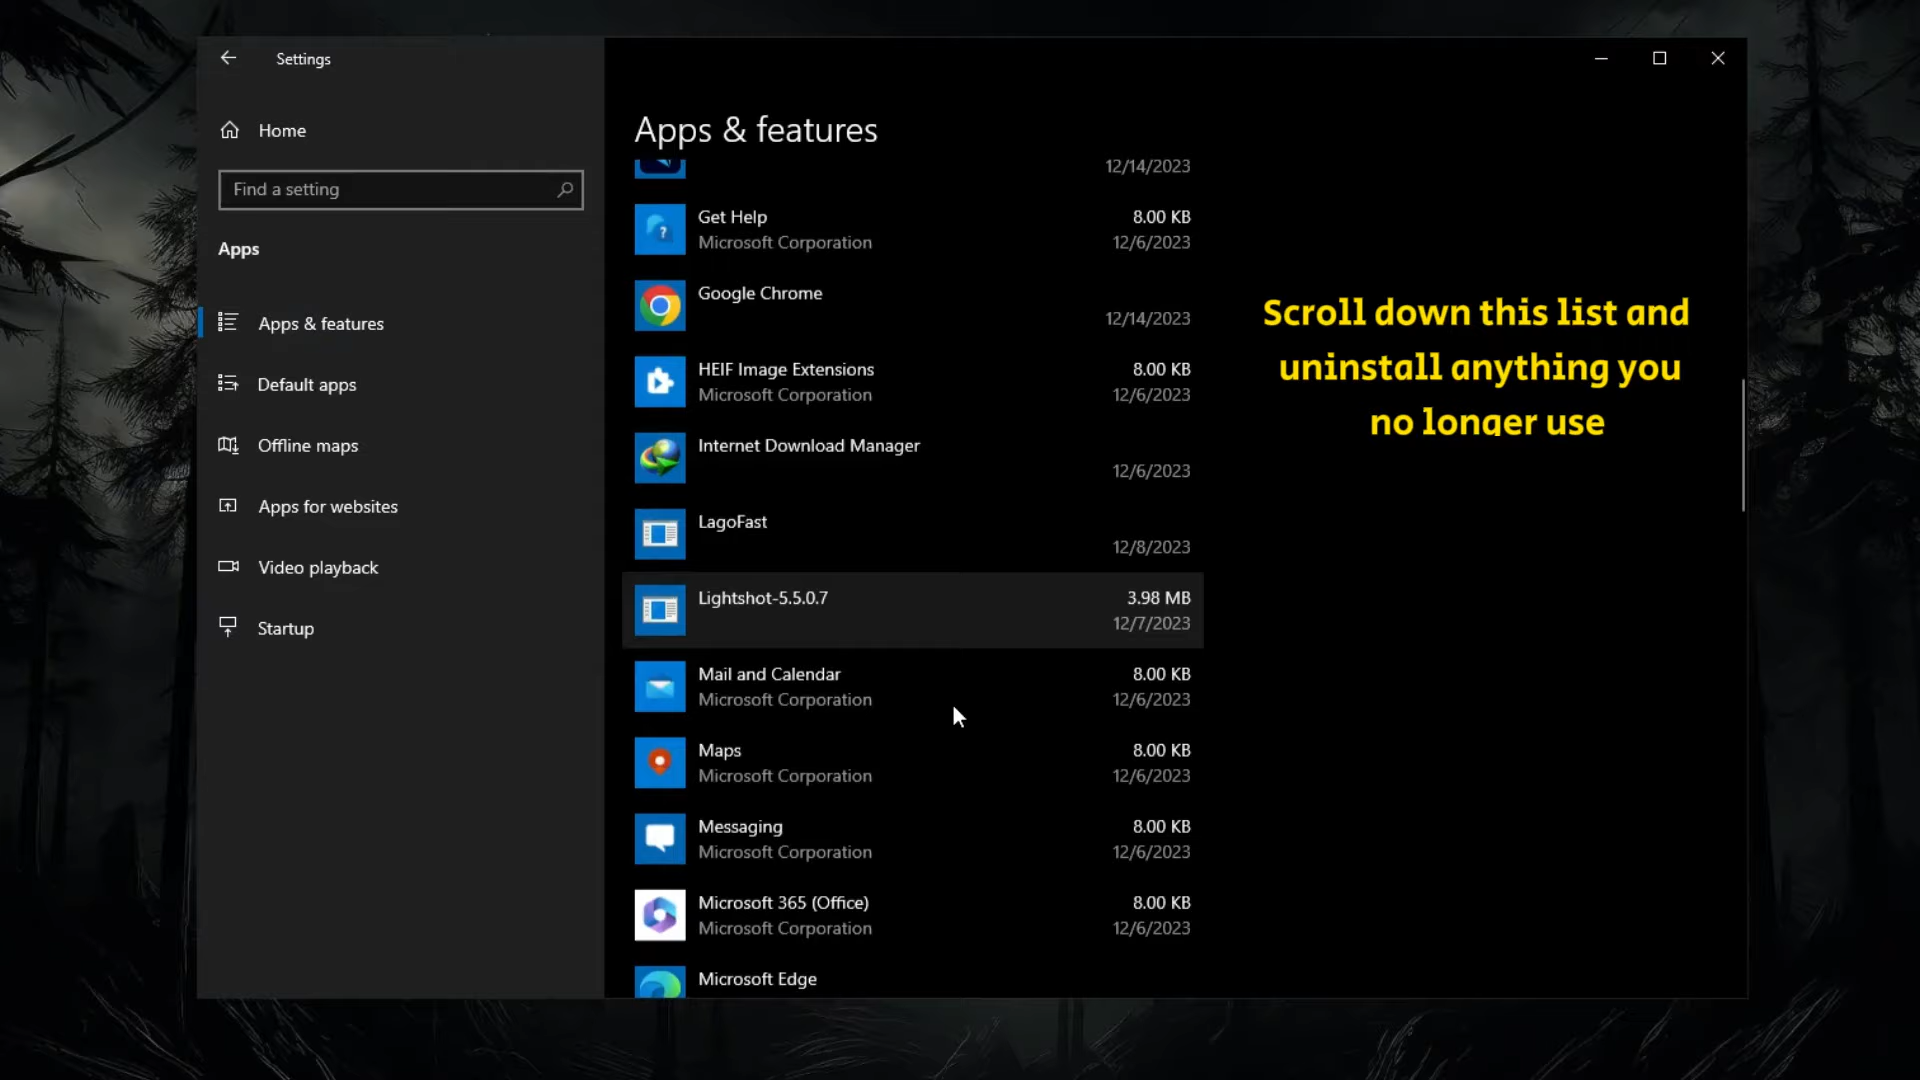 Settings
Home
Find a setting
Apps
Apps & features
Default apps
Offline maps
Apps for websites
Video playback
Startup
Apps & features
12/14/2023
Get Help 8.00 KB
Microsoft Corporation 12/6/2023
Google Chrome
12/14/2023
HEIF Image Extensions 8.00 KB
Microsoft Corporation 12/6/2023
Internet Download Manager
12/6/2023
LagoFast
12/8/2023
Lightshot-5.5.0.7 3.98 MB
12/7/2023
Mail and Calendar 8.00 KB
Microsoft Corporation 12/6/2023
Maps 8.00 KB
Microsoft Corporation 12/6/2023
Messaging 8.00 KB
Microsoft Corporation 12/6/2023
Microsoft 365 (Office) 8.00 KB
Microsoft Corporation 12/6/2023
Microsoft Edge
Scroll down this list and
uninstall anything you
no longer use